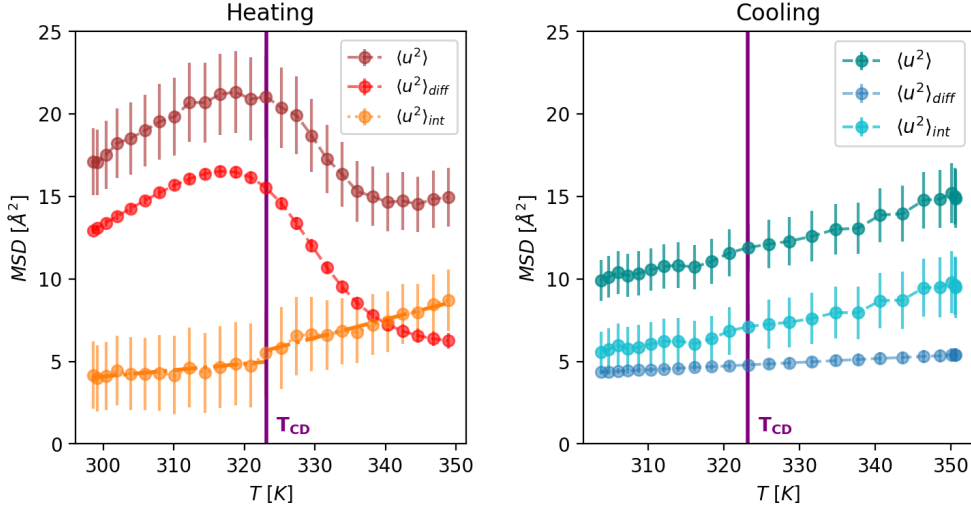 Heating
Cooling
25
20
15
10
5
0
MSD [Å²]
⟨u²⟩
⟨u²⟩diff
⟨u²⟩int
T_CD
300 310 320 330 340 350
T [K]
25
20
15
10
5
0
MSD [Å²]
⟨u²⟩
⟨u²⟩diff
⟨u²⟩int
T_CD
310 320 330 340 350
T [K]